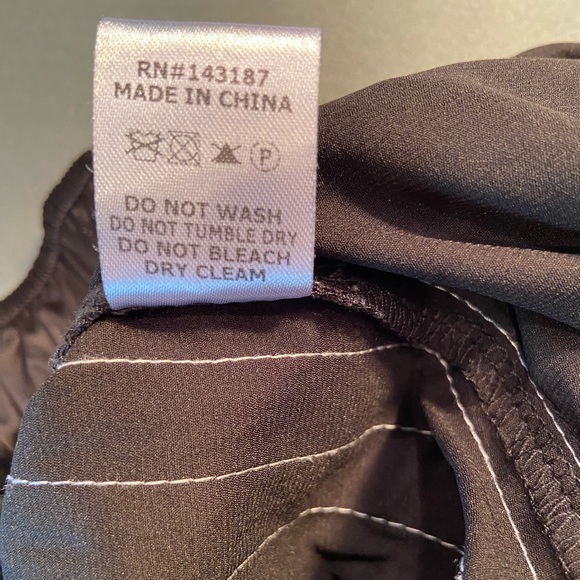 RN#143187
MADE IN CHINA
P
DO NOT WASH
DO NOT TUMBLE DRY
DO NOT BLEACH
DRY CLEAM